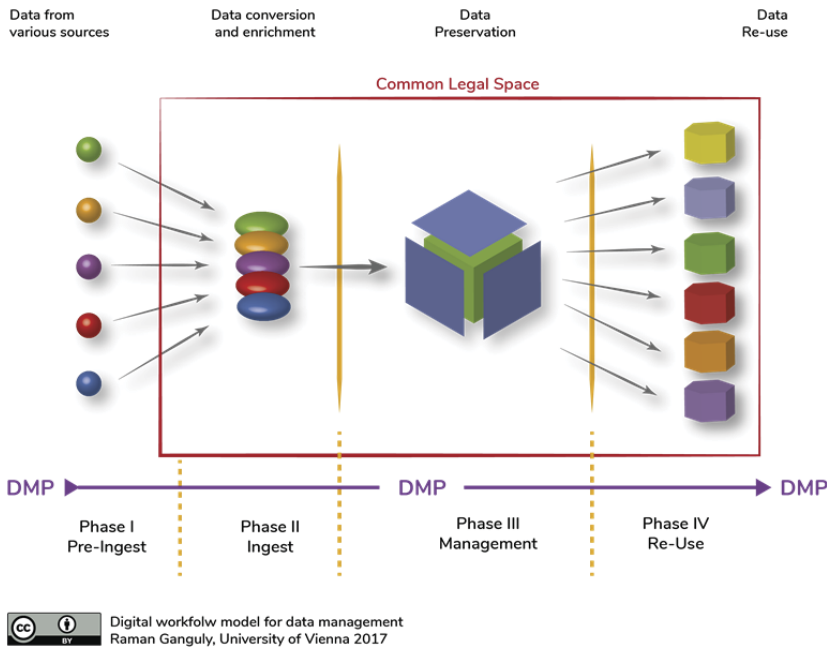 Data from
various sources
Data conversion
and enrichment
Data
Preservation
Data
Re-use
Common Legal Space
DMP
DMP
DMP
Phase I
Pre-Ingest
Phase II
Ingest
Phase III
Management
Phase IV
Re-Use
cc
BY
Digital workfolw model for data management
Raman Ganguly, University of Vienna 2017